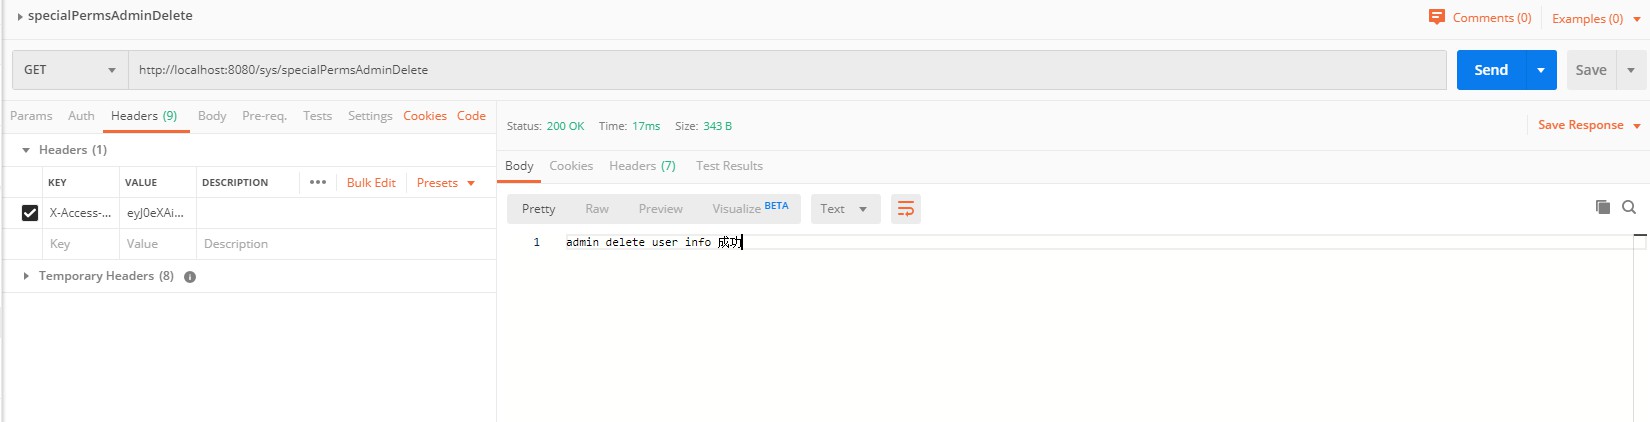 specialPermsAdminDelete
Comments (0)
Examples (0)
GET
http://localhost:8080/sys/specialPermsAdminDelete
Send
Save
Params Auth Headers (9) Body Pre-req. Tests Settings Cookies Code
Status: 200 OK Time: 17ms Size: 343 B
Save Response
Headers (1)
Body Cookies Headers (7) Test Results
KEY VALUE DESCRIPTION ••• Bulk Edit Presets
X-Access-... eyJ0eXAi...
Pretty Raw Preview Visualize BETA Text
Key Value Description
1 admin delete user info 成功
Temporary Headers (8)